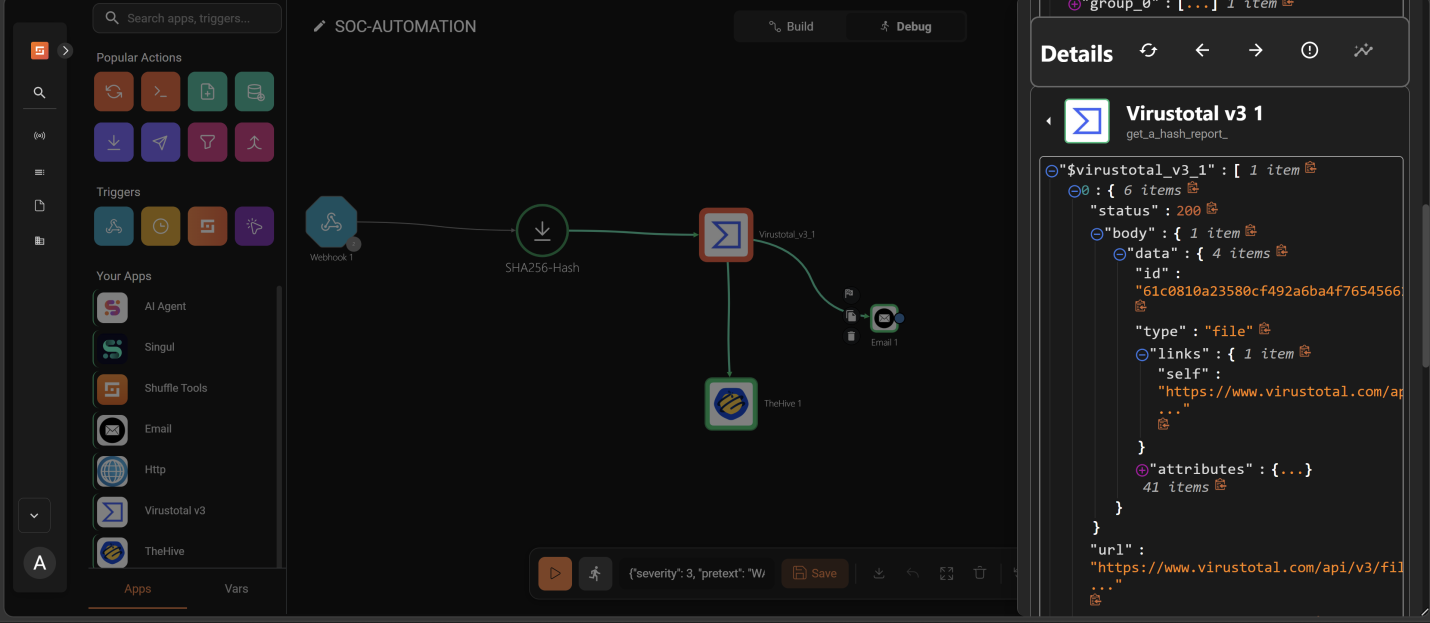 Search apps, triggers...
Popular Actions
Triggers
Your Apps
AI Agent
Singul
Shuffle Tools
Email
Http
Virustotal v3
TheHive
Apps
Vars
A
SOC-AUTOMATION
Build
Debug
Webhook 1
SHA256-Hash
Virustotal_v3_1
Email 1
TheHive 1
{"severity": 3, "pretext": "WA
Save
"group_0" : [...] 1 item
Details
Virustotal v3 1
get_a_hash_report_
"$virustotal_v3_1" : [ 1 item
0 : { 6 items
"status" : 200
"body" : { 1 item
"data" : { 4 items
"id" :
"61c0810a23580cf492a6ba4f7654566
"type" : "file"
"links" : { 1 item
"self" :
"https://www.virustotal.com/ap
..."
}
"attributes" : {...}
41 items
}
}
"url" :
"https://www.virustotal.com/api/v3/fil
..."